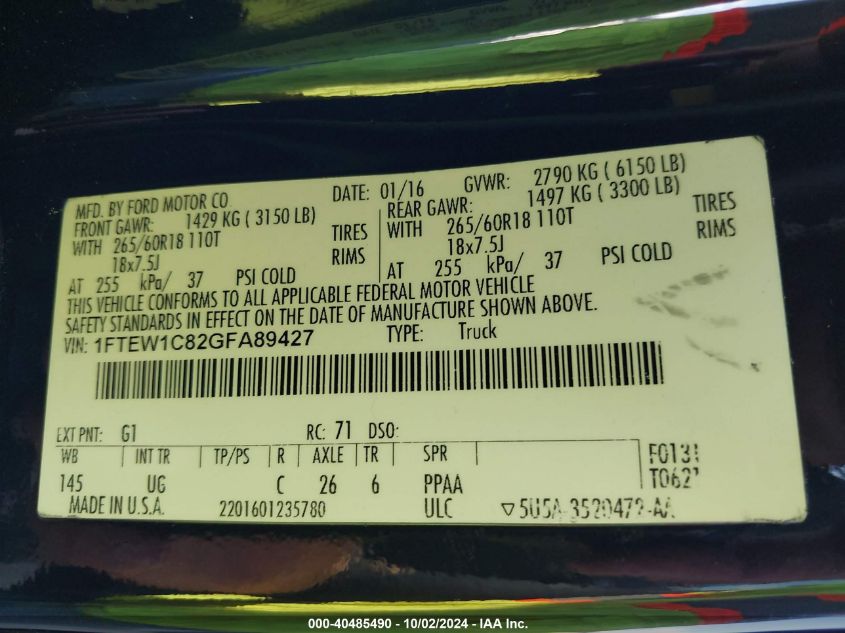 MFD. BY FORD MOTOR CO
DATE: 01/16 GVWR: 2790 KG ( 6150 LB)
FRONT GAWR: 1429 KG ( 3150 LB)
REAR GAWR: 1497 KG ( 3300 LB)
WITH 265/60R18 110T TIRES
WITH 265/60R18 110T TIRES
18x7.5J RIMS
18x7.5J RIMS
AT 255 kPa/ 37 PSI COLD
AT 255 kPa/ 37 PSI COLD
THIS VEHICLE CONFORMS TO ALL APPLICABLE FEDERAL MOTOR VEHICLE
SAFETY STANDARDS IN EFFECT ON THE DATE OF MANUFACTURE SHOWN ABOVE.
VIN: 1FTEW1C82GFA89427 TYPE: Truck
EXT PNT: G1 RC: 71 DSO:
WB INT TR TP/PS R AXLE TR SPR
145 UG C 26 6 PPAA
MADE IN U.S.A. 2201601235780 ULC
000-40485490 - 10/02/2024 - IAA Inc.